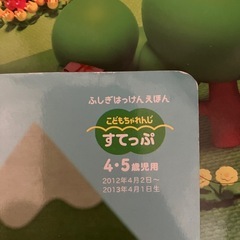 ふしぎはっけんえほん
こどもちゃれんじ
すてっぷ
4・5歳児用
2012年4月2日～
2013年4月1日生